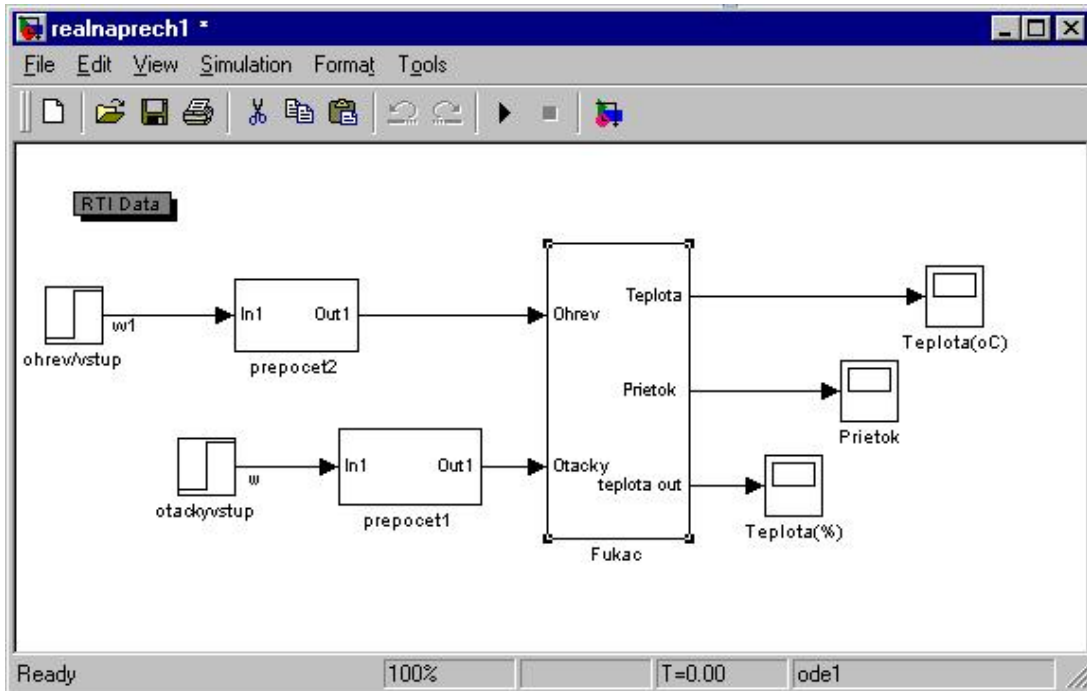 realnaprech1 *
File Edit View Simulation Format Tools
RTI Data
w1
ohrev/vstup
In1 Out1
prepocet2
w
otackyvstup
In1 Out1
prepocet1
Ohrev
Otacky
Teplota
Prietok
teplota out
Fukac
Teplota(oC)
Prietok
Teplota(%)
Ready 100% T=0.00 ode1